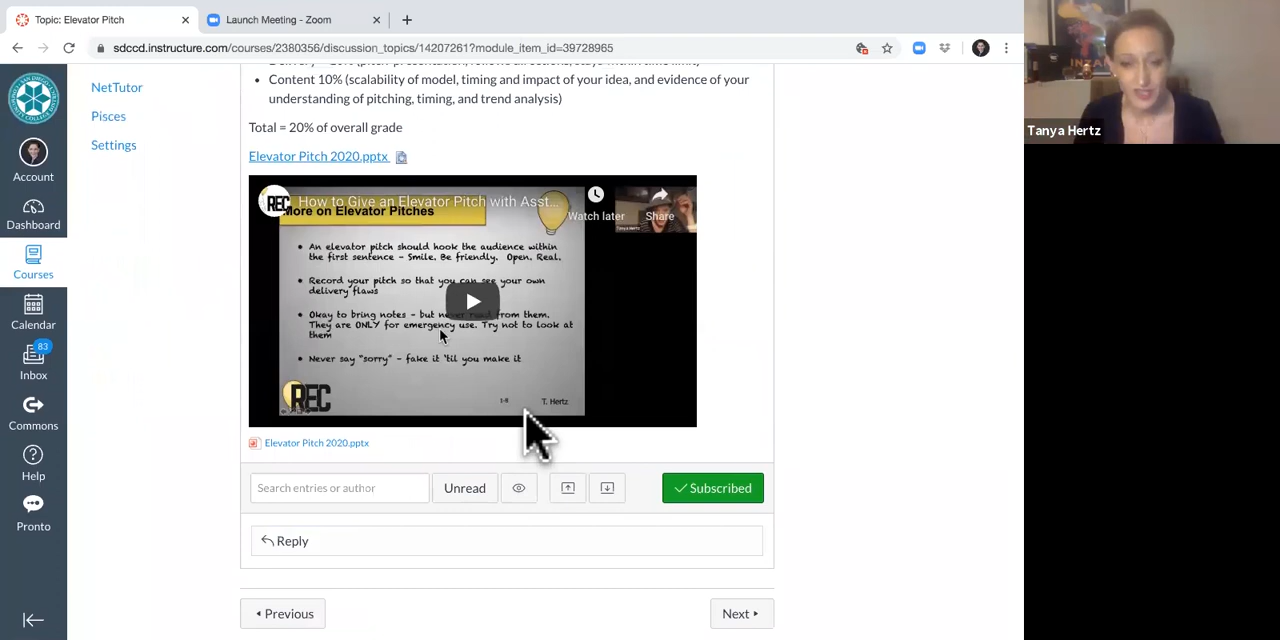 Topic: Elevator Pitch
Launch Meeting - Zoom
sdccd.instructure.com/courses/2380356/discussion_topics/14207261?module_item_id=39728965
Account
Dashboard
Courses
Calendar
83
Inbox
Commons
Help
Pronto
NetTutor
Pisces
Settings
Content 10% (scalability of model, timing and impact of your idea, and evidence of your
understanding of pitching, timing, and trend analysis)
Total = 20% of overall grade
Elevator Pitch 2020.pptx
REC
How to Give an Elevator Pitch with Asst...
Watch later
Share
Tanya Hertz
More on Elevator Pitches
An elevator pitch should hook the audience within
the first sentence - Smile. Be friendly. Open. Real.
Record your pitch so that you can see your own
delivery flaws
Okay to bring notes - but never read from them.
They are ONLY for emergency use. Try not to look at
them
Never say "sorry" - fake it 'til you make it
REC
1-8
T. Hertz
Elevator Pitch 2020.pptx
Search entries or author
Unread
Subscribed
Reply
Previous
Next
Tanya Hertz